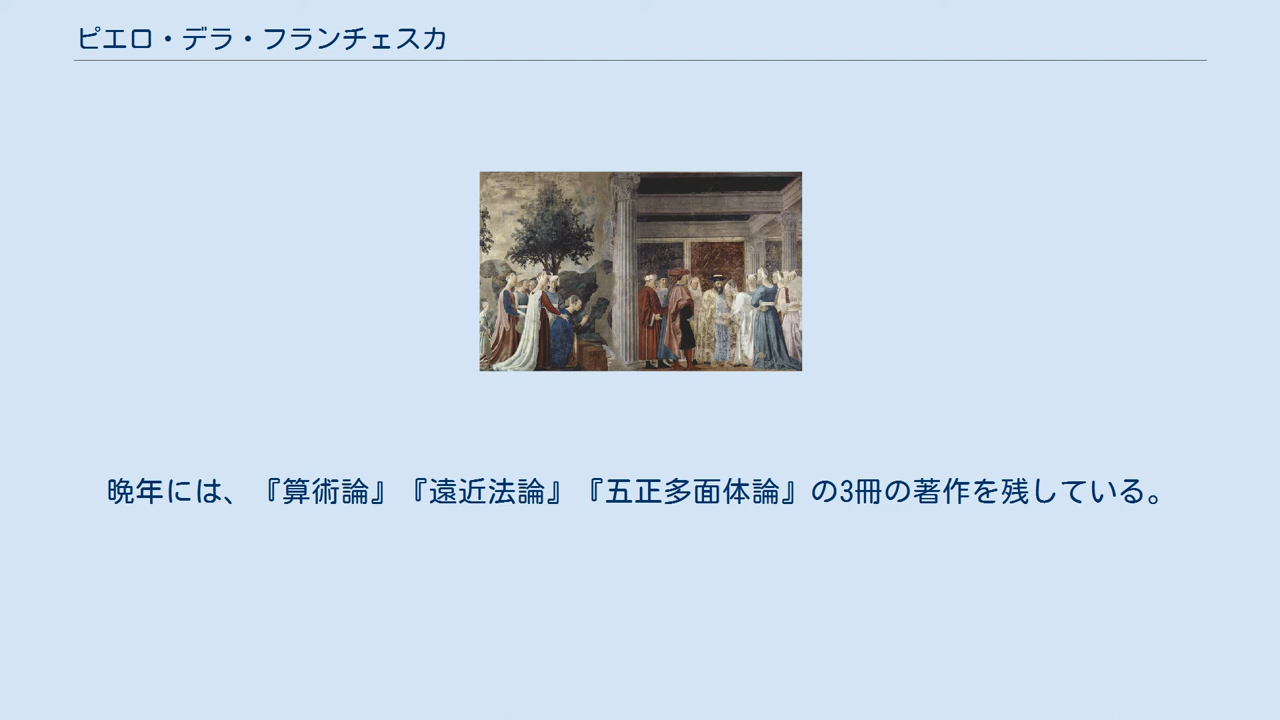 ピエロ・デラ・フランチェスカ
晩年には、『算術論』『遠近法論』『五正多面体論』の3冊の著作を残している。